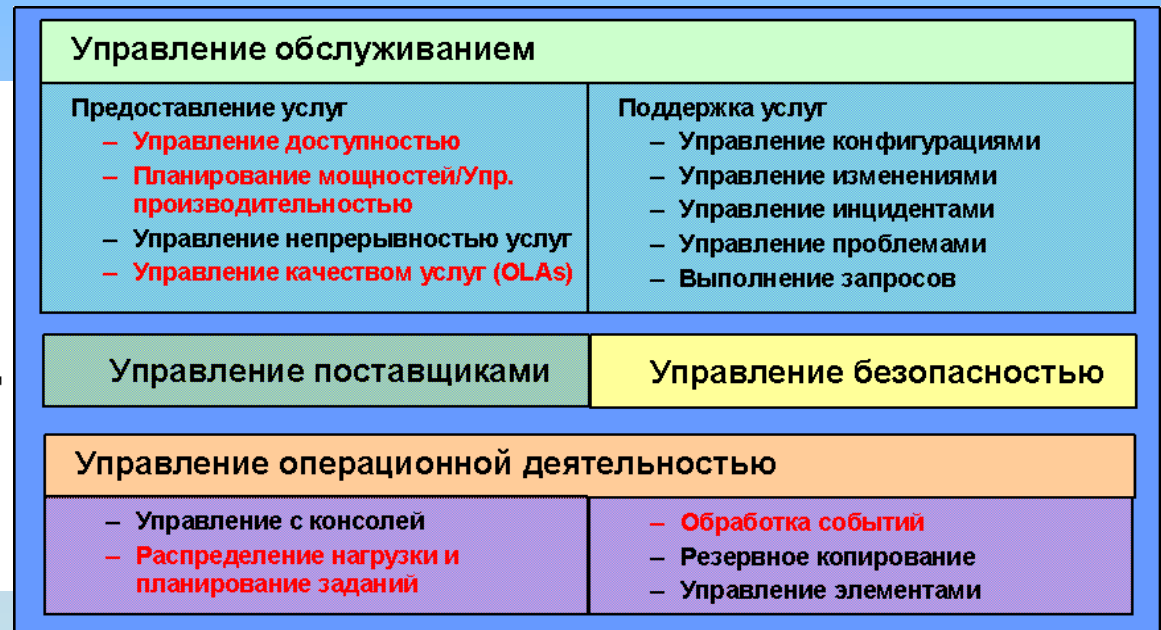 Управление обслуживанием
Предоставление услуг
– Управление доступностью
– Планирование мощностей/Упр.
производительностью
– Управление непрерывностью услуг
– Управление качеством услуг (OLAs)
Поддержка услуг
– Управление конфигурациями
– Управление изменениями
– Управление инцидентами
– Управление проблемами
– Выполнение запросов
Управление поставщиками
Управление безопасностью
Управление операционной деятельностью
– Управление с консолей
– Распределение нагрузки и
планирование заданий
– Обработка событий
– Резервное копирование
– Управление элементами